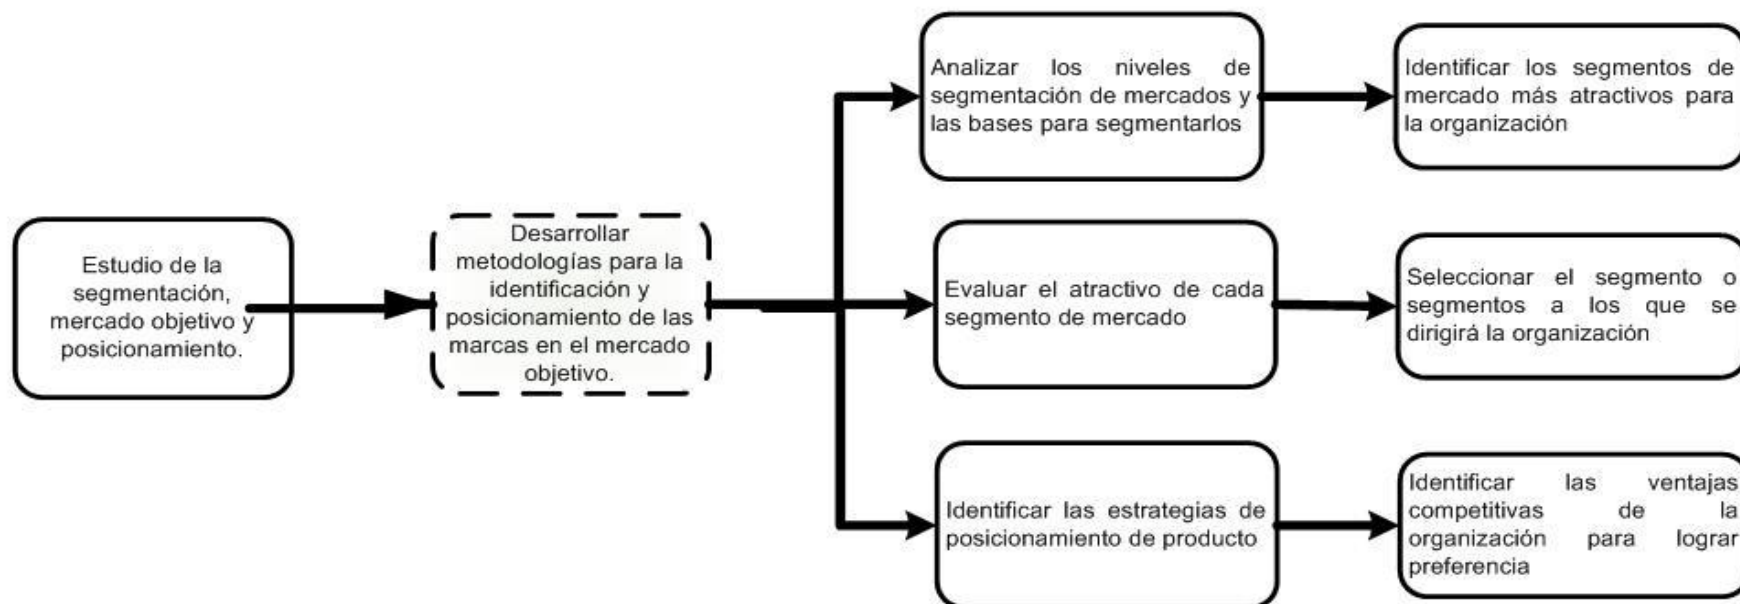 Estudio de la
segmentación,
mercado objetivo y
posicionamiento.
Desarrollar
metodologías para la
identificación y
posicionamiento de las
marcas en el mercado
objetivo.
Analizar los niveles de
segmentación de mercados y
las bases para segmentarlos
Identificar los segmentos de
mercado más atractivos para
la organización
Evaluar el atractivo de cada
segmento de mercado
Seleccionar el segmento o
segmentos a los que se
dirigirá la organización
Identificar las estrategias de
posicionamiento de producto
Identificar las ventajas
competitivas de la
organización para lograr
preferencia